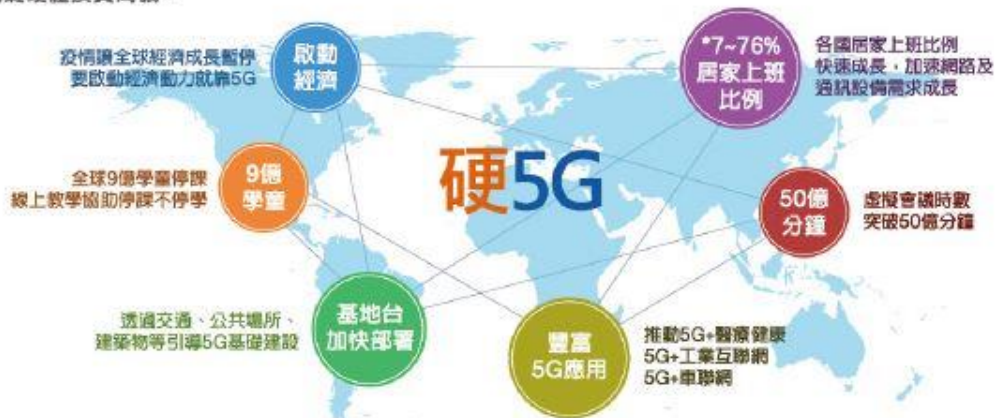 疫情讓全球經濟成長暫停
要啟動經濟動力就靠5G
啟動
經濟
*7~76%
居家上班
比例
各國居家上班比例
快速成長，加速網路及
通訊設備需求成長
硬5G
全球9億學童停課
線上教學協助停課不停學
9億
學童
50億
分鐘
虛擬會議時數
突破50億分鐘
透過交通、公共場所、
建築物等引導5G基礎建設
基地台
加快部署
豐富
5G應用
推動5G+醫療健康
5G+工業互聯網
5G+車聯網